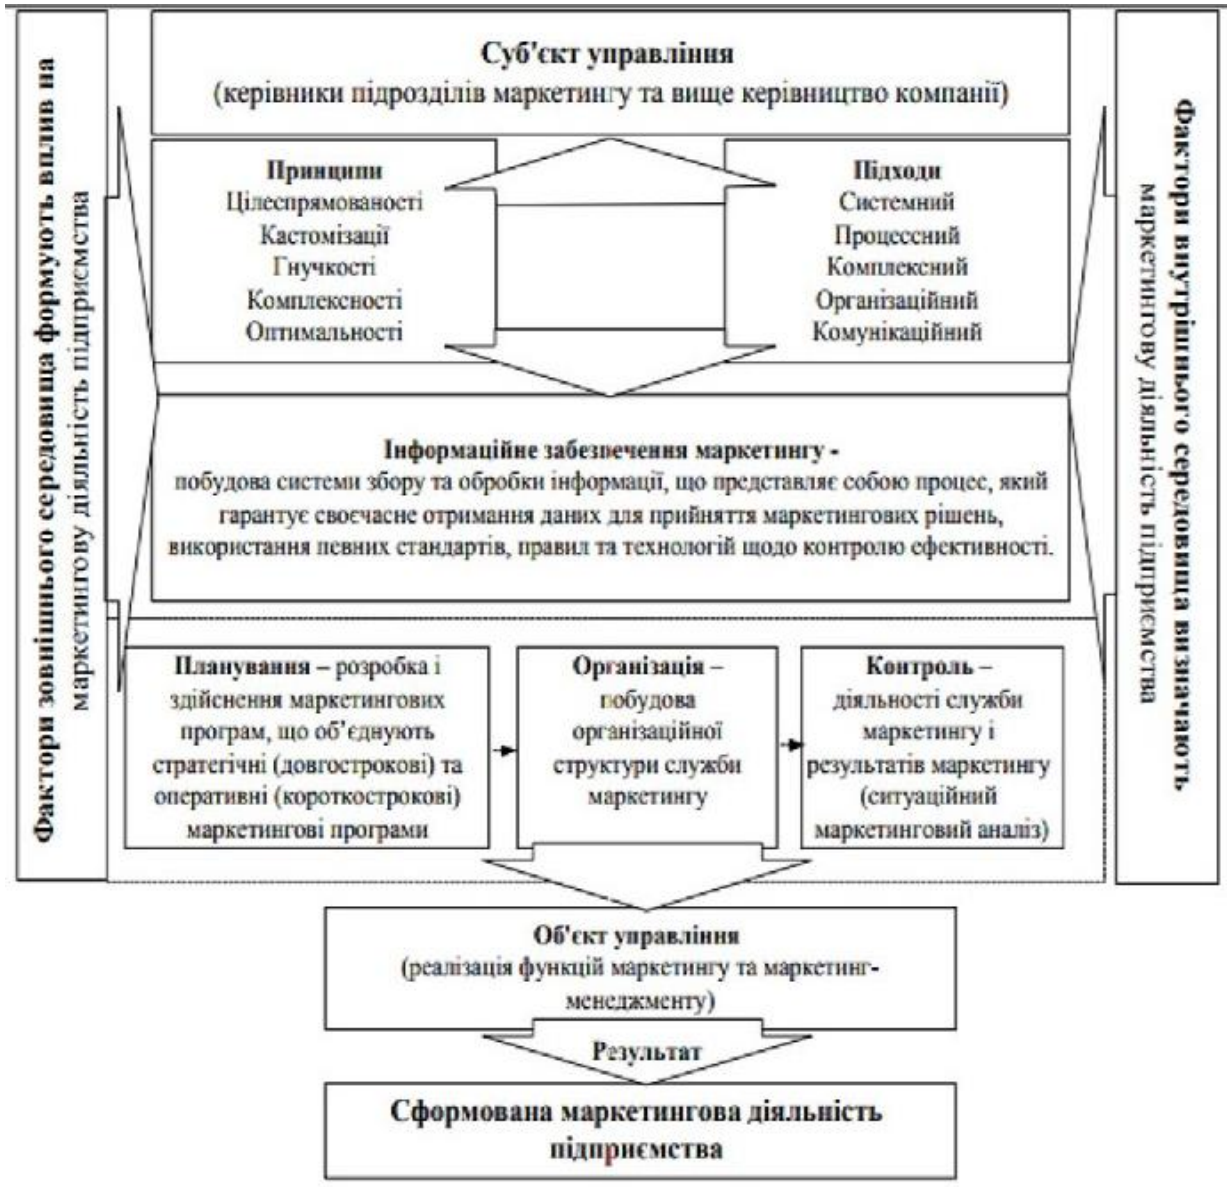 Фактори зовнішнього середовища формують вплив на
маркетингову діяльність підприємства
Суб'єкт управління
(керівники підрозділів маркетингу та вище керівництво компанії)
Принципи
Цілеспрямованості
Кастомізації
Гнучкості
Комплексності
Оптимальності
Підходи
Системний
Процессний
Комплексний
Організаційний
Комунікаційний
Інформаційне забезпечення маркетингу -
побудова системи збору та обробки інформації, що представляє собою процес, який
гарантує своєчасне отримання даних для прийняття маркетингових рішень,
використання певних стандартів, правил та технологій щодо контролю ефективності.
Планування – розробка і
здійснення маркетингових
програм, що об’єднують
стратегічні (довгострокові) та
оперативні (короткострокові)
маркетингові програми
Організація –
побудова
організаційної
структури служби
маркетингу
Контроль –
діяльності служби
маркетингу і
результатів маркетингу
(ситуаційний
маркетинговий аналіз)
Об'єкт управління
(реалізація функцій маркетингу та маркетинг-
менеджменту)
Результат
Сформована маркетингова діяльність
підприємства
Фактори внутрішнього середовища визначають
маркетингову діяльність підприємства